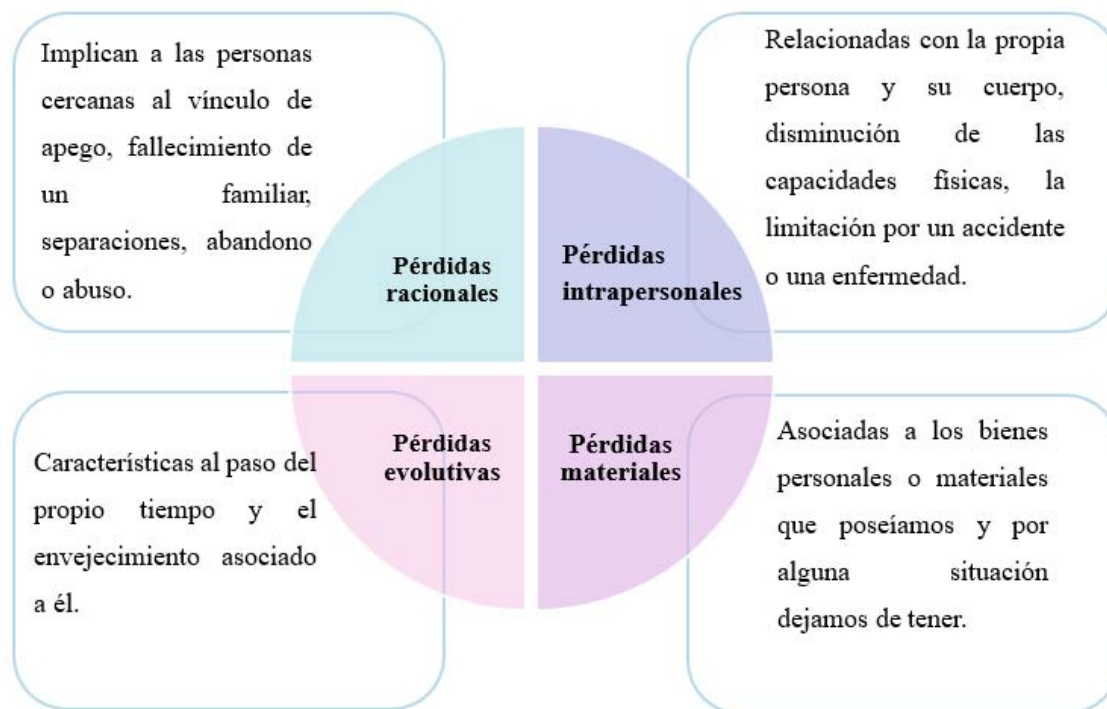 Implican a las personas
cercanas al vínculo de
apego, fallecimiento de
un familiar,
separaciones, abandono
o abuso.
Relacionadas con la propia
persona y su cuerpo,
disminución de las
capacidades físicas, la
limitación por un accidente
o una enfermedad.
Pérdidas
racionales
Pérdidas
intrapersonales
Pérdidas
evolutivas
Pérdidas
materiales
Características al paso del
propio tiempo y el
envejecimiento asociado
a él.
Asociadas a los bienes
personales o materiales
que poseíamos y por
alguna situación
dejamos de tener.